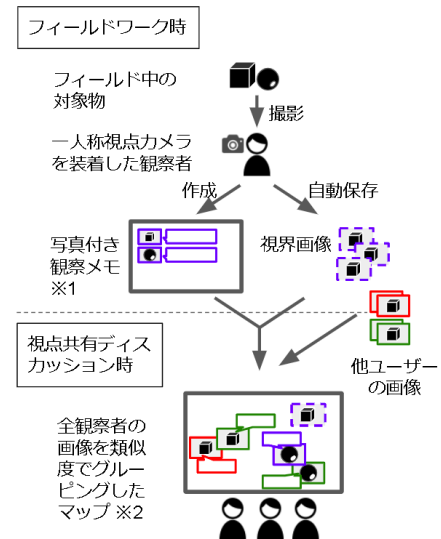 フィールドワーク時
フィールド中の
対象物
撮影
一人称視点カメラ
を装着した観察者
作成
自動保存
写真付き
観察メモ
※1
視界画像
視点共有ディス
カッション時
他ユーザー
の画像
全観察者の
画像を類似
度でグルー
ピングした
マップ ※2